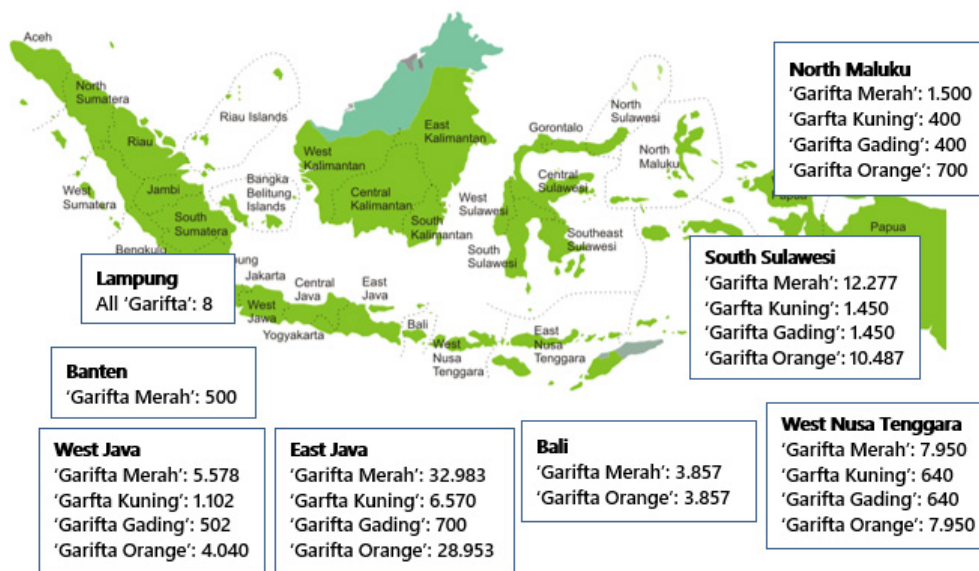 Aceh
North
Sumatera
Riau Islands
Riau
West
Sumatera
Jambi
Bangka
Belitung
Islands
South
Sumatera
Bengkulu
West
Kalimantan
East
Kalimantan
Central
Kalimantan
South
Kalimantan
Gorontalo
North
Sulawesi
Central
Sulawesi
West
Sulawesi
South
Sulawesi
Southeast
Sulawesi
North
Maluku
Papua
Jakarta
West
Jawa
Central
Java
Yogyakarta
East
Java
Bali
West
Nusa
Tenggara
East
Nusa
Tenggara
North Maluku
‘Garifta Merah’: 1.500
‘Garfta Kuning’: 400
‘Garifta Gading’: 400
‘Garifta Orange’: 700
South Sulawesi
‘Garifta Merah’: 12.277
‘Garfta Kuning’: 1.450
‘Garifta Gading’: 1.450
‘Garifta Orange’: 10.487
Lampung
All ‘Garifta’: 8
Banten
‘Garifta Merah’: 500
West Java
‘Garifta Merah’: 5.578
‘Garfta Kuning’: 1.102
‘Garifta Gading’: 502
‘Garifta Orange’: 4.040
East Java
‘Garifta Merah’: 32.983
‘Garfta Kuning’: 6.570
‘Garifta Gading’: 700
‘Garifta Orange’: 28.953
Bali
‘Garifta Merah’: 3.857
‘Garifta Orange’: 3.857
West Nusa Tenggara
‘Garifta Merah’: 7.950
‘Garfta Kuning’: 640
‘Garifta Gading’: 640
‘Garifta Orange’: 7.950